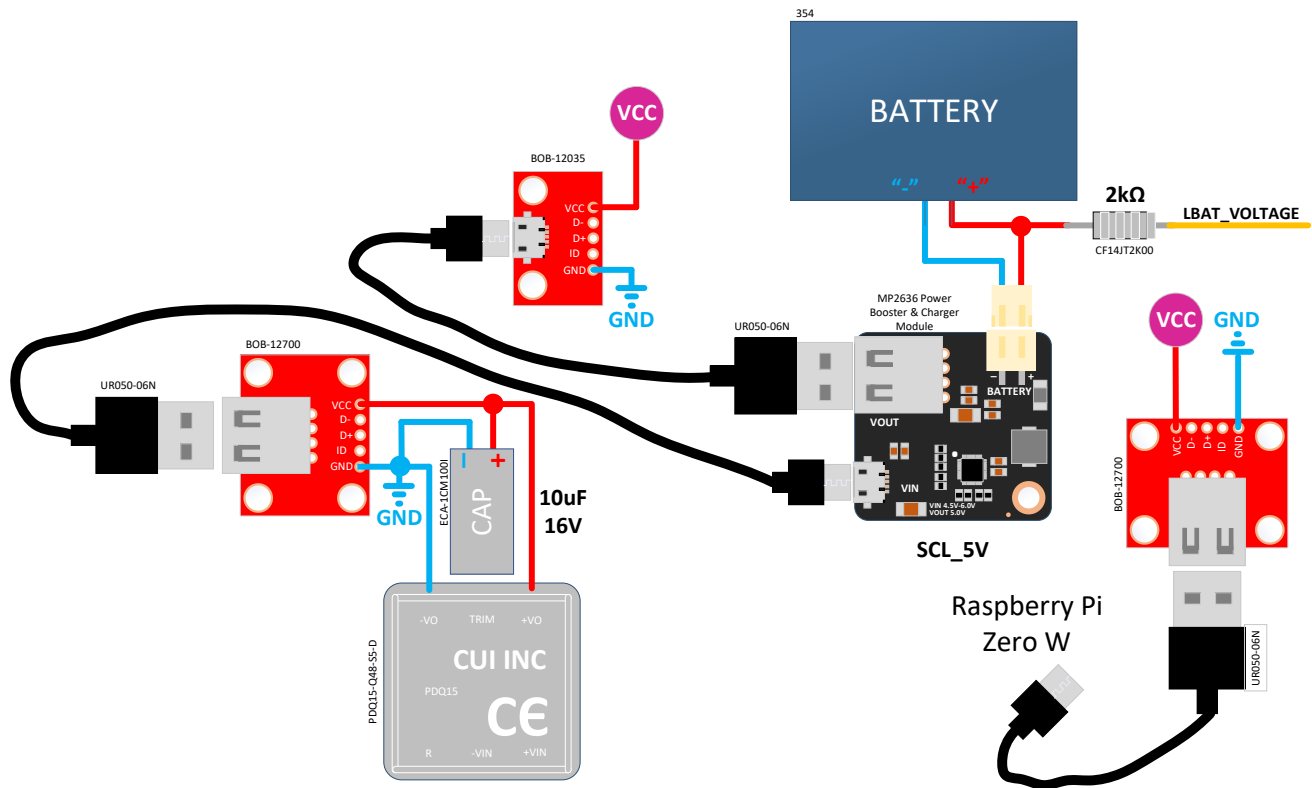 354
BATTERY
“-”
“+”
2kΩ
LBAT_VOLTAGE
CF14JT2K00
VCC
BOB-12035
VCC
D-
D+
ID
GND
GND
MP2636 Power
Booster & Charger
Module
UR050-06N
–
+
BATTERY
VOUT
VIN
VIN 4.5V-6.0V
VOUT 5.0V
SCL_5V
VCC
GND
VCC
D-
D+
ID
GND
BOB-12700
UR050-06N
Raspberry Pi
Zero W
BOB-12700
UR050-06N
VCC
D-
D+
ID
GND
GND
–
+
CAP
ECA-1CM100I
10uF
16V
-VO
TRIM
+VO
CUI INC
PDQ15
CE
R
-VIN
+VIN
PDQ15-Q48-S5-D